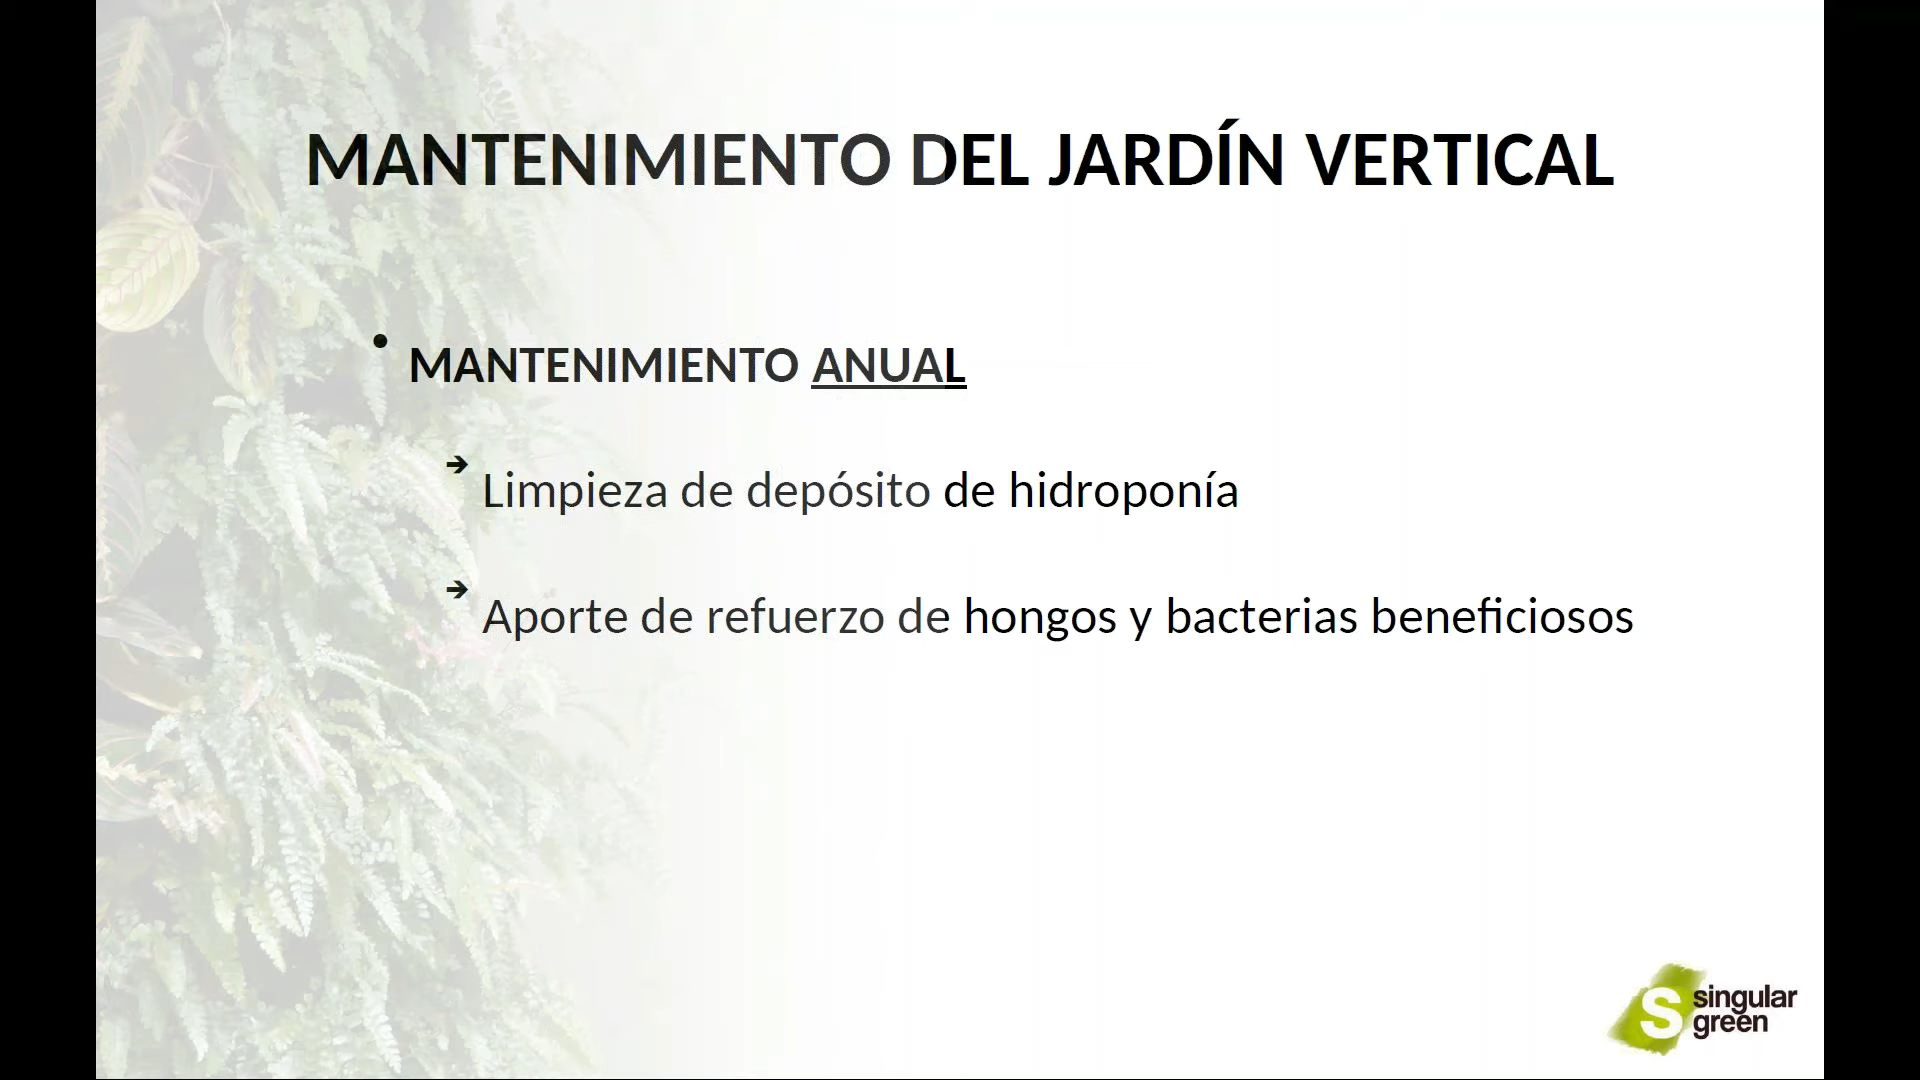 MANTENIMIENTO DEL JARDÍN VERTICAL
• MANTENIMIENTO ANUAL
➔ Limpieza de depósito de hidroponía
➔ Aporte de refuerzo de hongos y bacterias beneficiosos
S singular
green